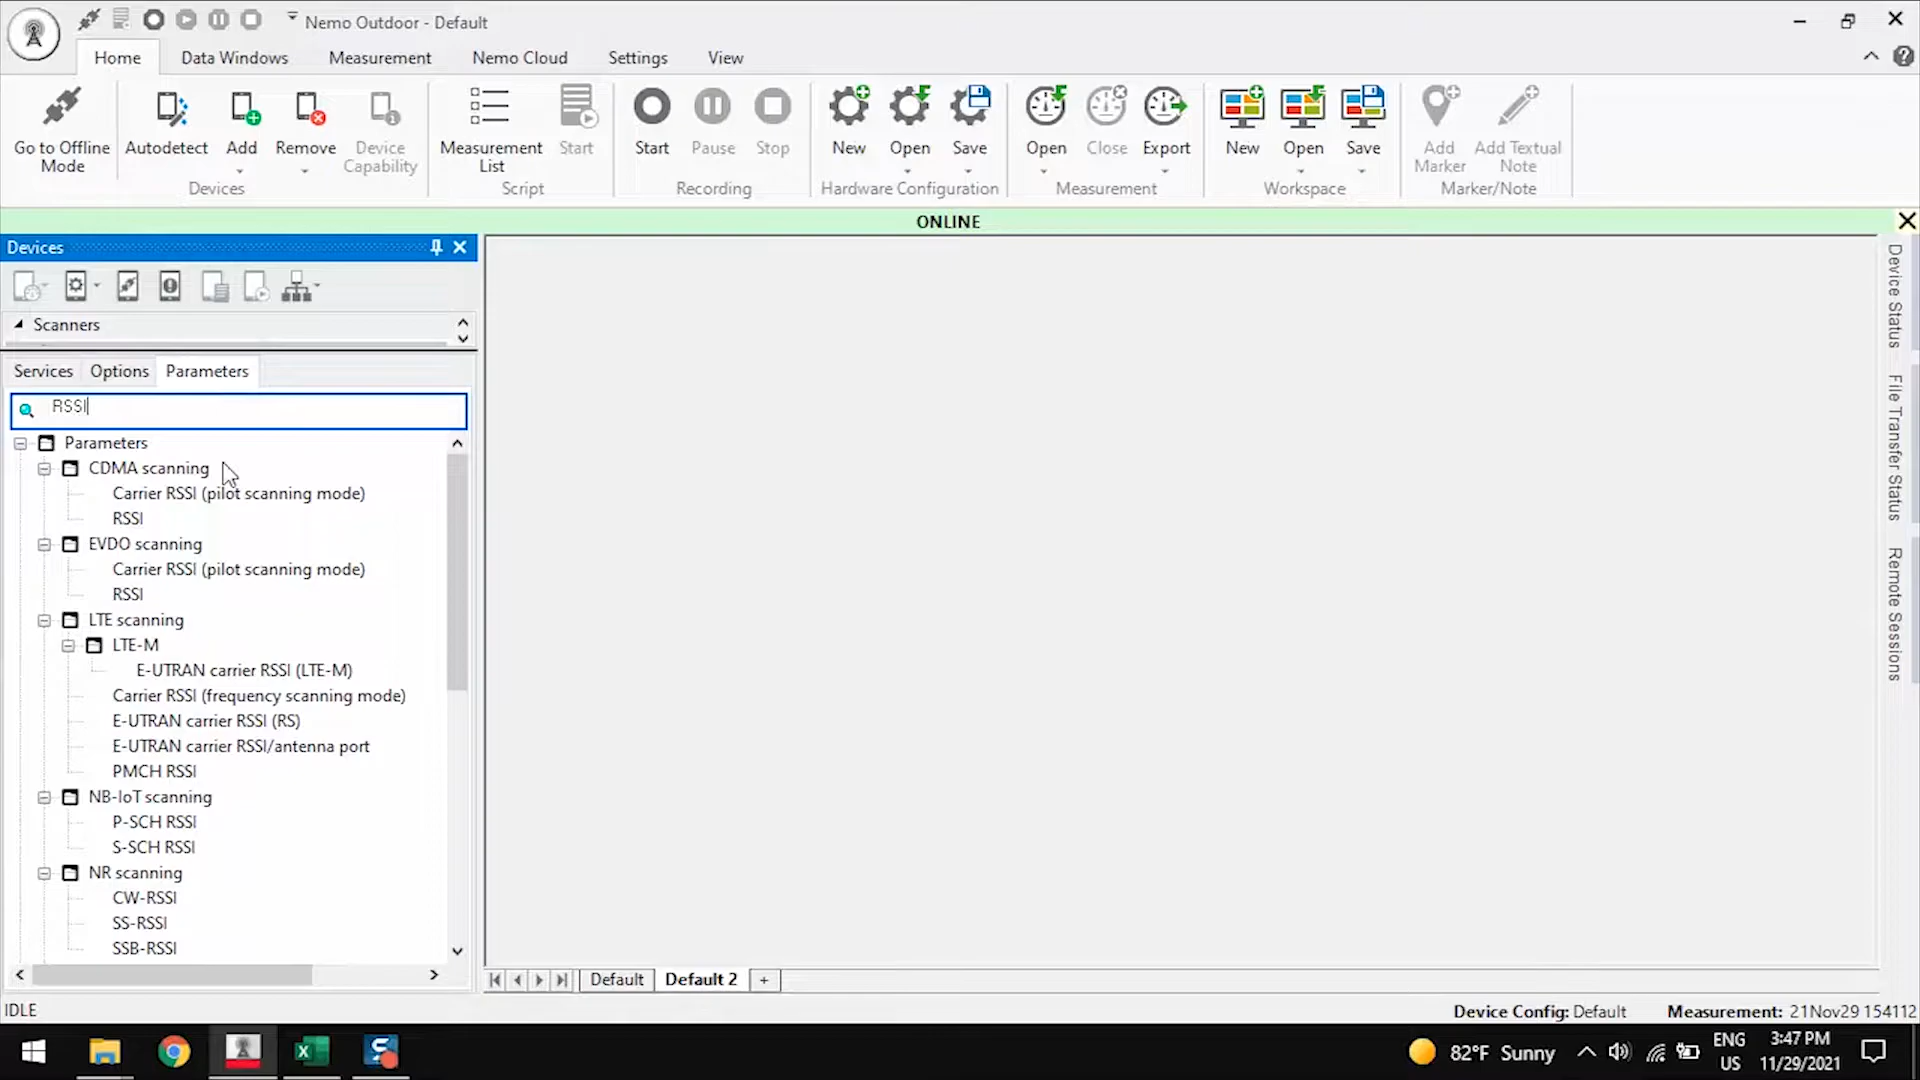 Nemo Outdoor - Default
Home Data Windows Measurement Nemo Cloud Settings View
Go to Offline Mode
Autodetect Add Remove Device Capability
Devices
Measurement List Start
Script
Start Pause Stop
Recording
New Open Save
Hardware Configuration
Open Close Export
Measurement
New Open Save
Workspace
Add Marker Add Textual Note
Marker/Note
ONLINE
Devices
Scanners
Services Options Parameters
RSSI
Parameters
CDMA scanning
Carrier RSSI (pilot scanning mode)
RSSI
EVDO scanning
Carrier RSSI (pilot scanning mode)
RSSI
LTE scanning
LTE-M
E-UTRAN carrier RSSI (LTE-M)
Carrier RSSI (frequency scanning mode)
E-UTRAN carrier RSSI (RS)
E-UTRAN carrier RSSI/antenna port
PMCH RSSI
NB-IoT scanning
P-SCH RSSI
S-SCH RSSI
NR scanning
CW-RSSI
SS-RSSI
SSB-RSSI
Device Status
File Transfer Status
Remote Sessions
Default Default 2 +
IDLE
Device Config: Default Measurement: 21Nov29 154112
82°F Sunny
ENG
US
3:47 PM
11/29/2021